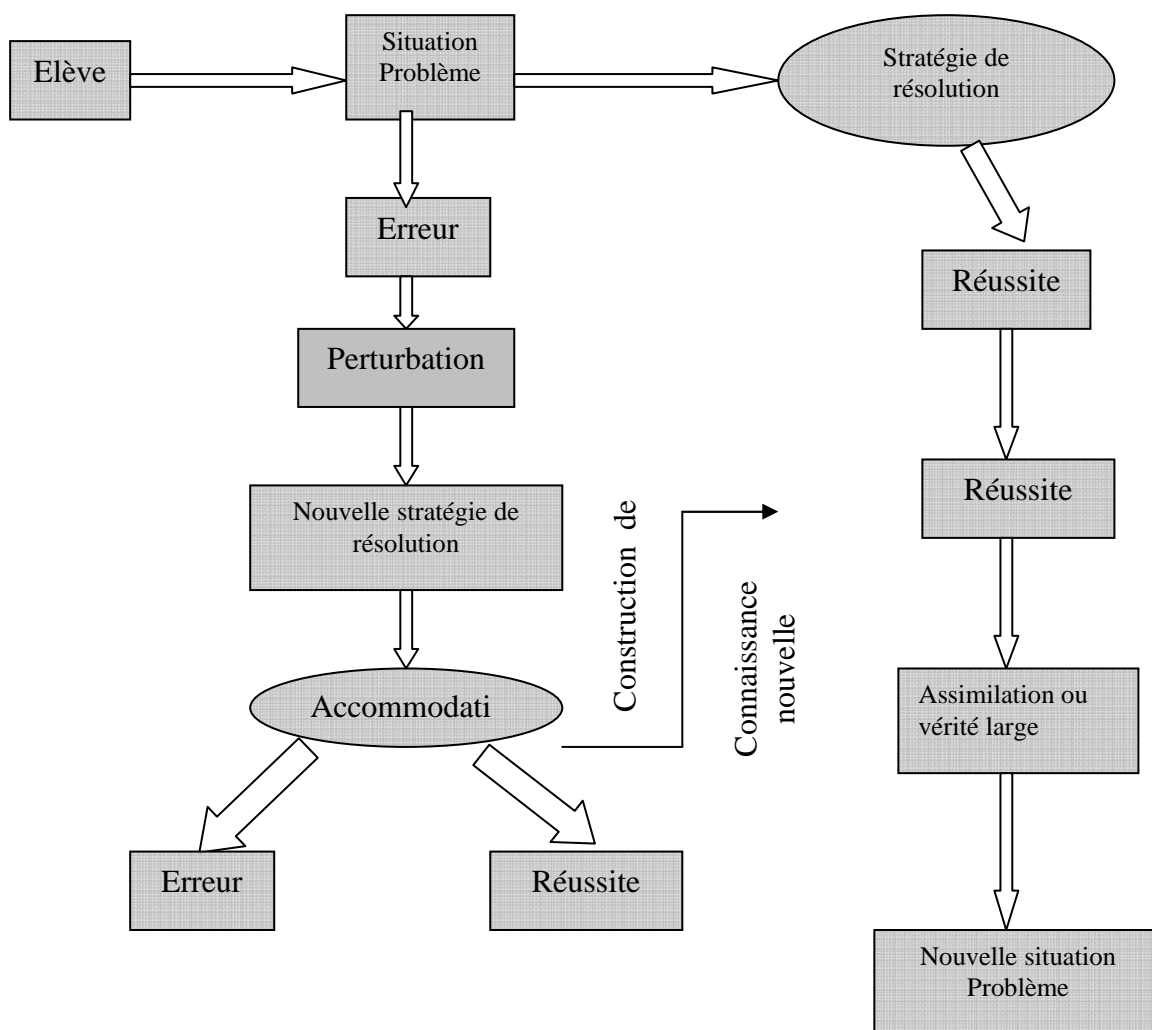 Elève
Situation
Problème
Stratégie de
résolution
Erreur
Perturbation
Nouvelle stratégie de
résolution
Accommodati
Erreur
Réussite
Construction de
Connaissance
nouvelle
Réussite
Réussite
Assimilation ou
vérité large
Nouvelle situation
Problème